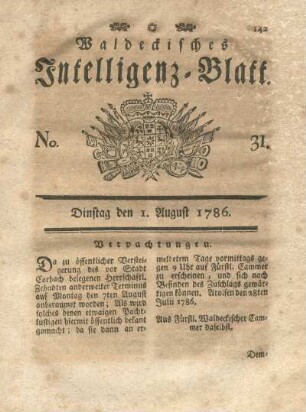 142
Waldeckisches
Intelligenz-Blatt.
No. 31.
Dinstag den 1. August 1786.
Verpachtungen.
Da zu öffentlicher Verstei-
gerung des vor Stadt
Corbach belegenen Herrschaftl.
Zehndten anderweiter Terminus
auf Montag den 7ten August
anberaumet worden; Als wird
solches denen etwaigen Pacht-
lustigen hiermit öffentlich bekant
gemacht; da sie dann an er-
meldetem Tage vormittags ge-
gen 9 Uhr auf Fürstl. Cammer
zu erscheinen, und sich nach
Befinden des Zuschlags gewär-
tigen können. Arolsen den 28ten
Julii 1786.
Aus Fürstl. Waldeckischer Cam-
mer daselbst.
Dem-